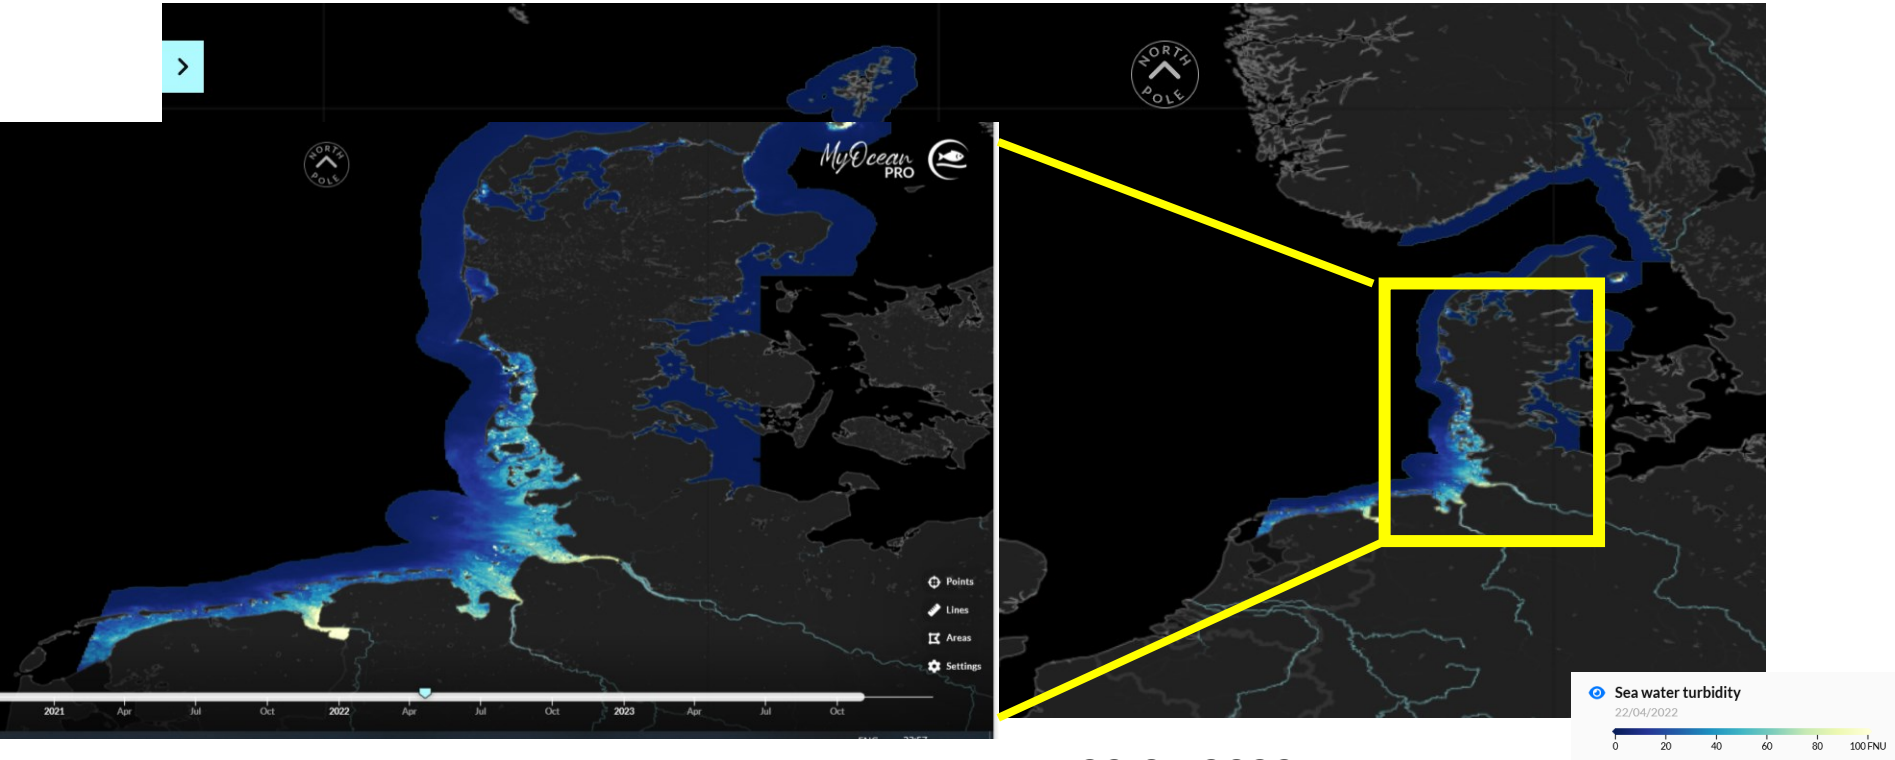 NORTH
POLE
NORTH
POLE
MyOcean
PRO
Points
Lines
Areas
Settings
2021 Apr Jul Oct 2022 Apr Jul Oct 2023 Apr Jul Oct
Sea water turbidity
22/04/2022
0 20 40 60 80 100 FNU